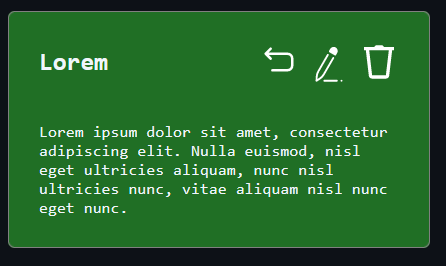 Lorem
Lorem ipsum dolor sit amet, consectetur
adipiscing elit. Nulla euismod, nisl
eget ultricies aliquam, nunc nisl
ultricies nunc, vitae aliquam nisl nunc
eget nunc.